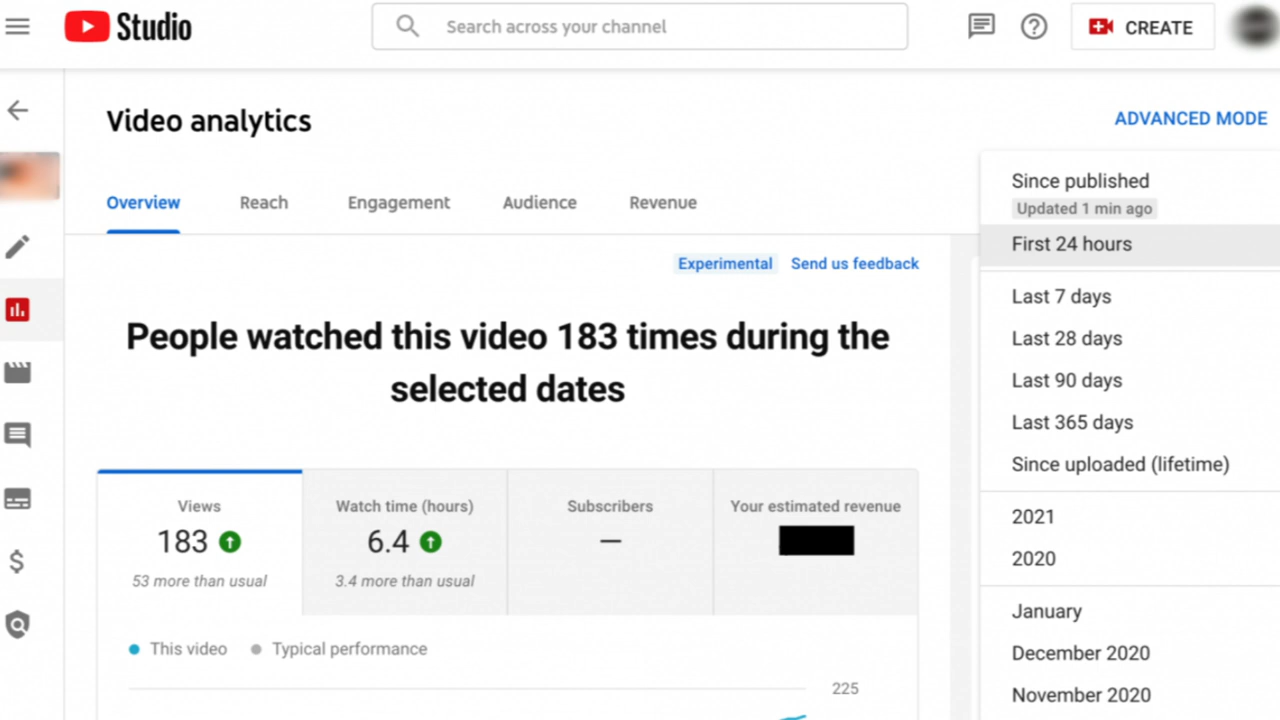 Studio
Search across your channel
CREATE
Video analytics
ADVANCED MODE
Overview Reach Engagement Audience Revenue
Since published
Updated 1 min ago
First 24 hours
Last 7 days
Last 28 days
Last 90 days
Last 365 days
Since uploaded (lifetime)
2021
2020
January
December 2020
November 2020
Experimental Send us feedback
People watched this video 183 times during the
selected dates
Views
183
53 more than usual
Watch time (hours)
6.4
3.4 more than usual
Subscribers
—
Your estimated revenue
This video Typical performance
225